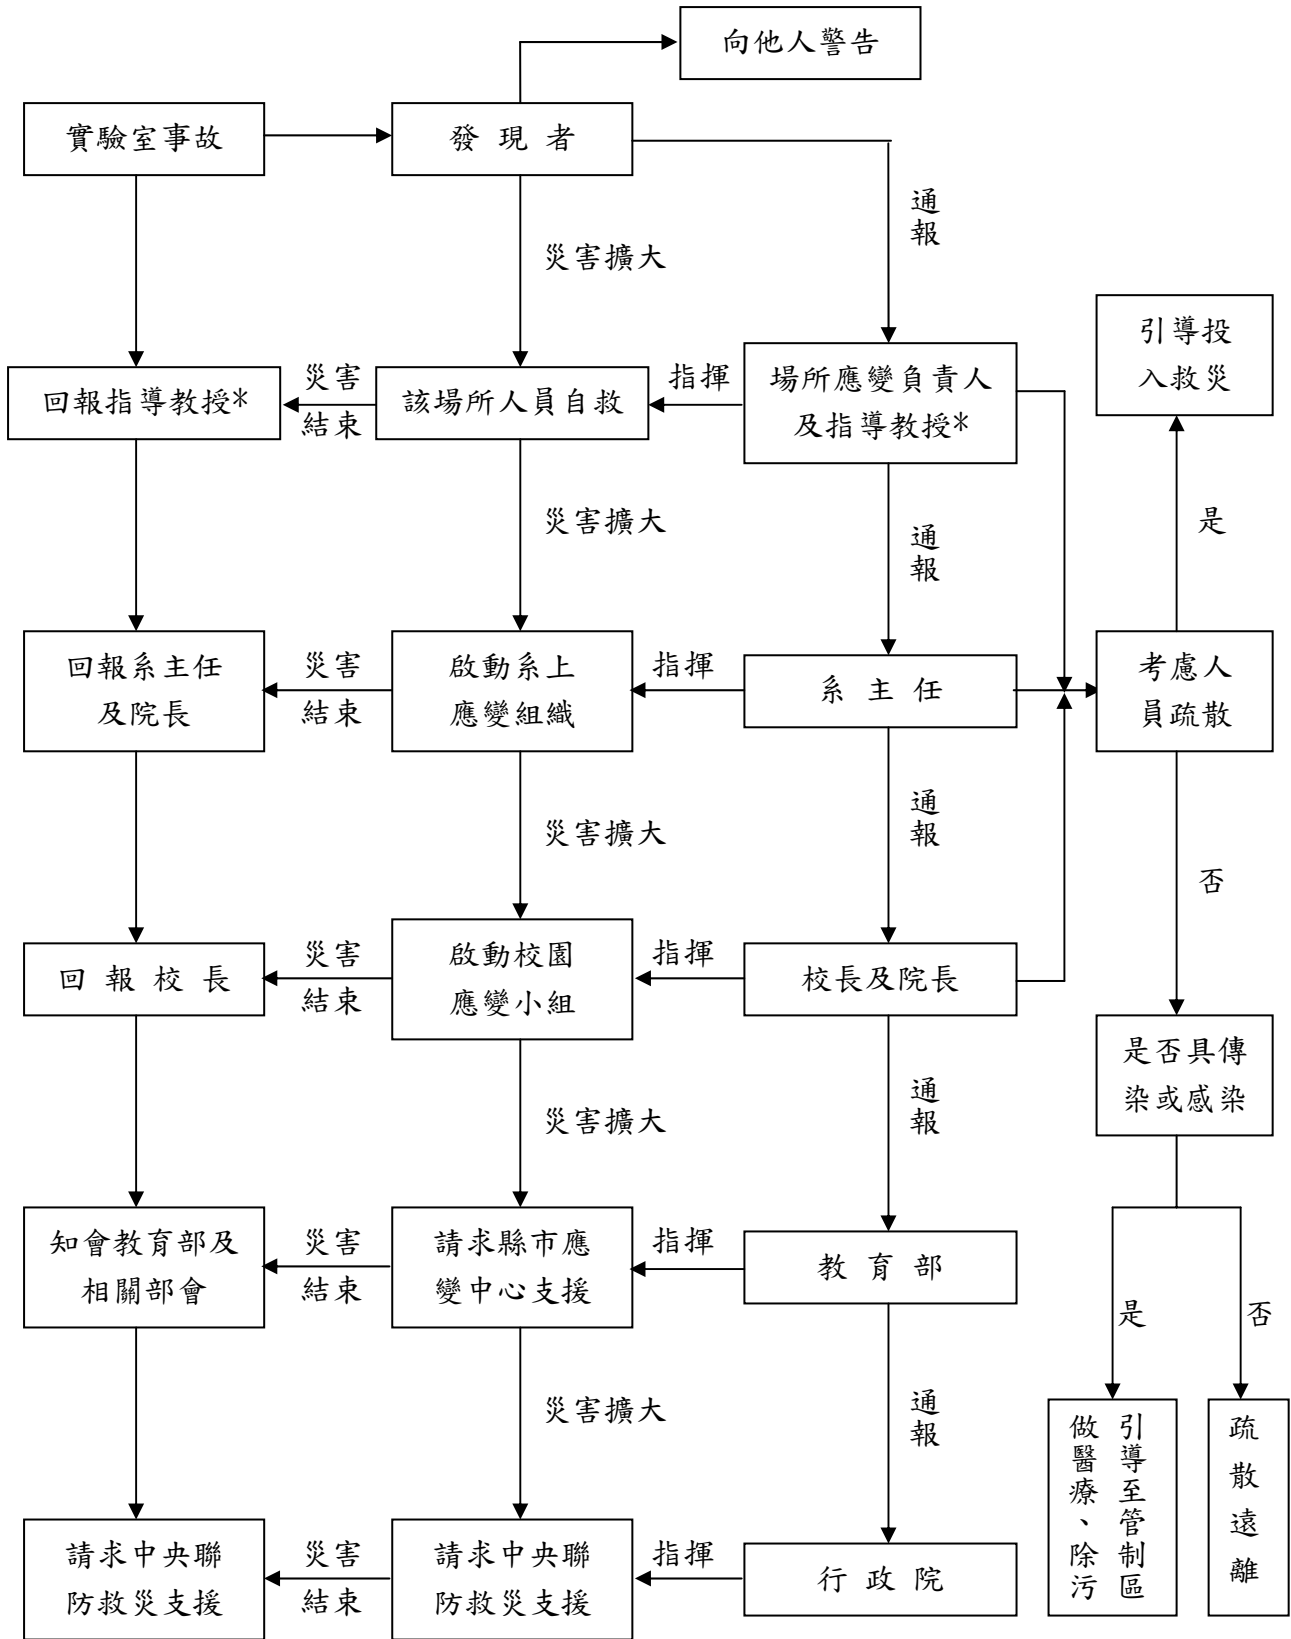 向他人警告
實驗室事故
發現者
通報
災害擴大
引導投
入救災
回報指導教授*
災害
結束
該場所人員自救
指揮
場所應變負責人
及指導教授*
災害擴大
通報
是
回報系主任
及院長
災害
結束
啟動系上
應變組織
指揮
系主任
考慮人
員疏散
災害擴大
通報
否
回報校長
災害
結束
啟動校園
應變小組
指揮
校長及院長
是否具傳
染或感染
災害擴大
通報
知會教育部及
相關部會
災害
結束
請求縣市應
變中心支援
指揮
教育部
是
否
災害擴大
通報
引導至管制區
做醫療、除污
疏散遠離
請求中央聯
防救災支援
災害
結束
請求中央聯
防救災支援
指揮
行政院